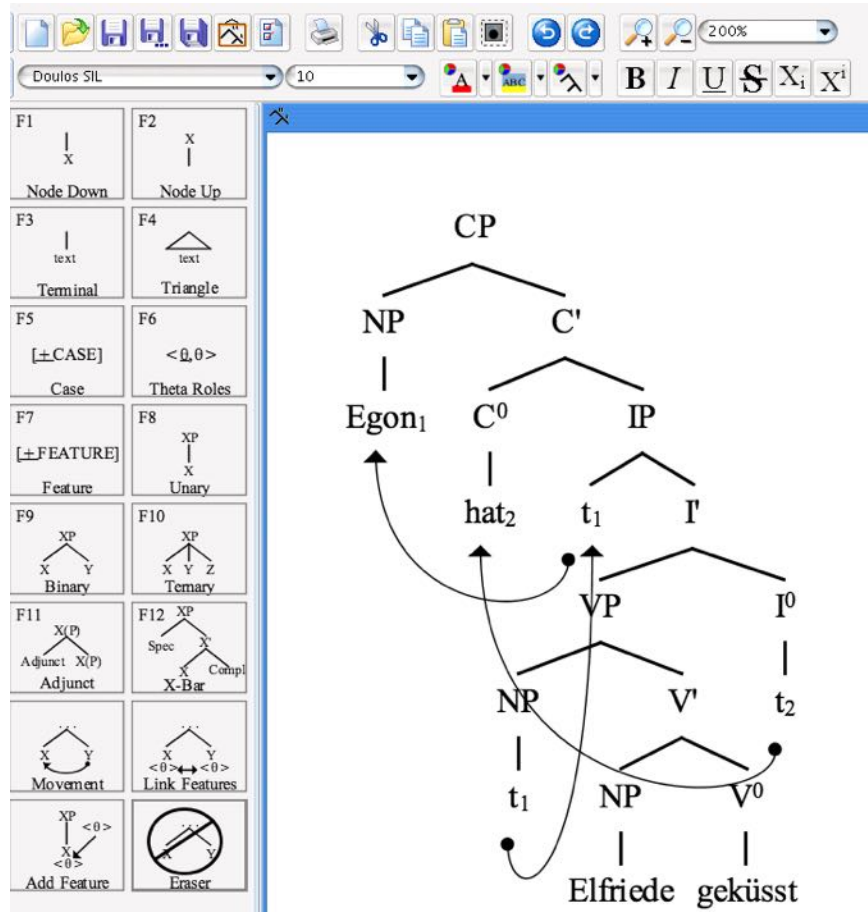 200%
Doulos SIL 10 A ABC B I U S Xi Xⁱ
F1 X Node Down
F2 X Node Up
F3 text Terminal
F4 text Triangle
F5 [±CASE] Case
F6 <θ,θ> Theta Roles
F7 [±FEATURE] Feature
F8 XP X Unary
F9 XP X Y Binary
F10 XP X Y Z Ternary
F11 X(P) Adjunct X(P) Adjunct
F12 XP Spec X' X Compl X-Bar
... X Y Movement
... X Y <θ> <θ> Link Features
XP <θ> X <θ> Add Feature
... X Y Eraser
CP
NP C'
Egon₁ C⁰ IP
hat₂ t₁ I'
VP I⁰
NP V' t₂
t₁ NP V⁰
Elfriede geküsst